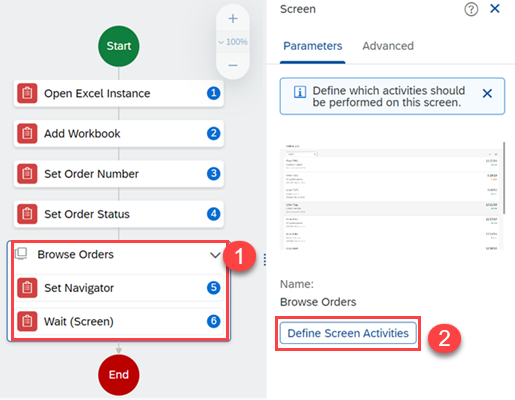 Start
100%
Open Excel Instance 1
Add Workbook 2
Set Order Number 3
Set Order Status 4
Browse Orders 1
Set Navigator 5
Wait (Screen) 6
End
Screen
Parameters Advanced
Define which activities should
be performed on this screen.
Name:
Browse Orders
Define Screen Activities 2